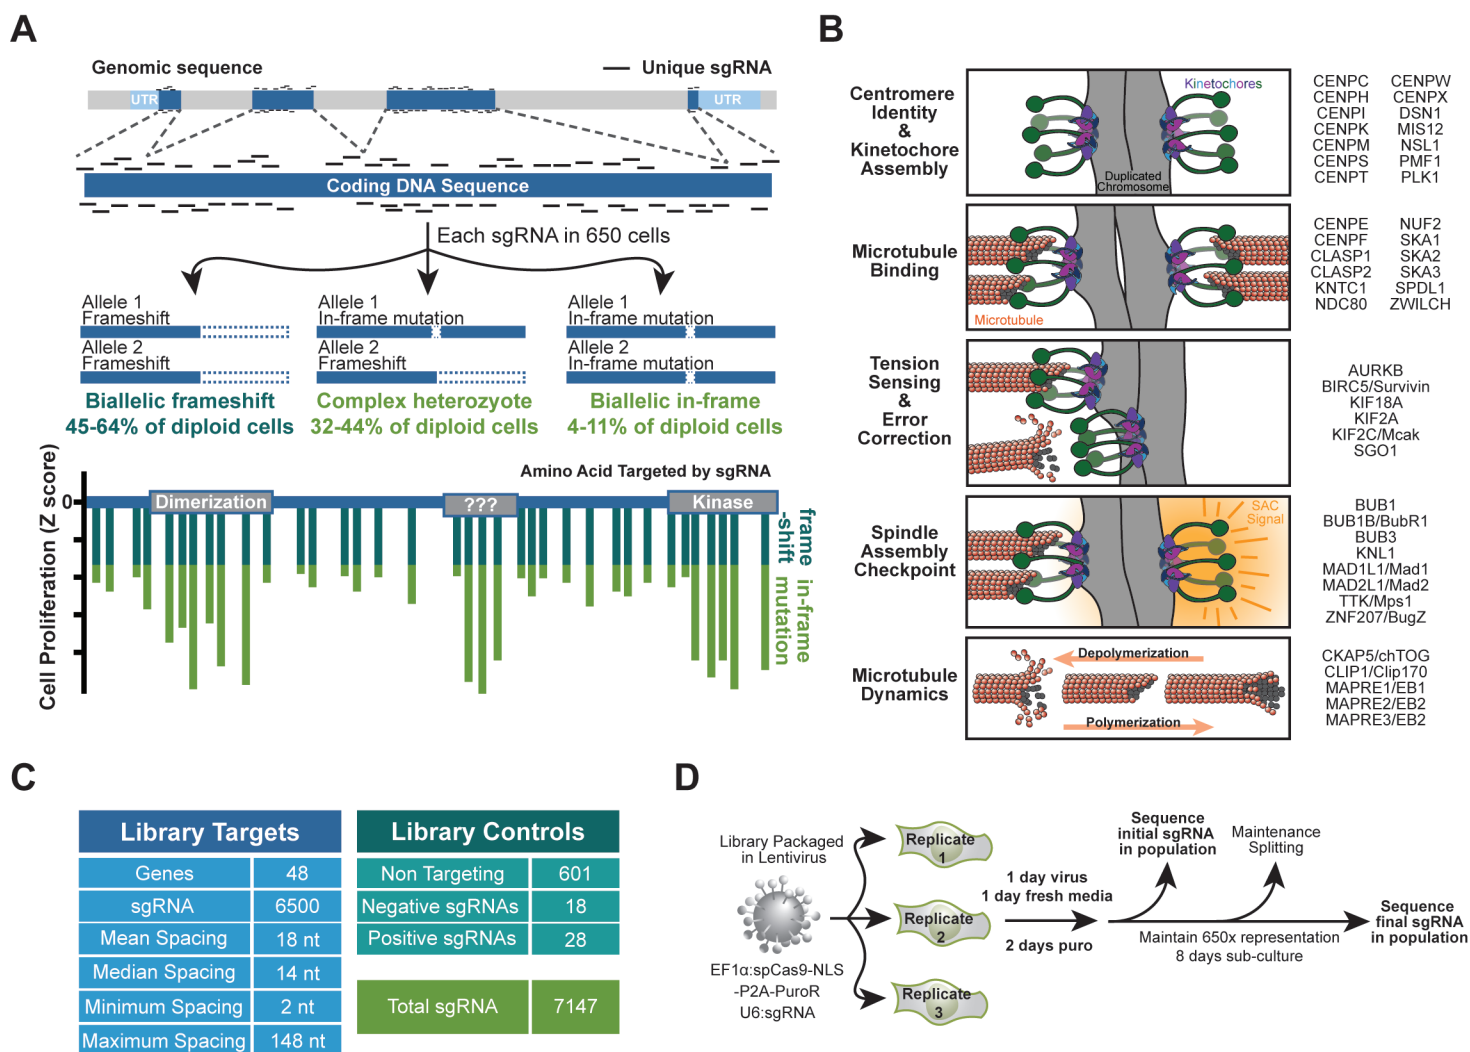 A
Genomic sequence
Unique sgRNA
UTR
UTR
Coding DNA Sequence
Each sgRNA in 650 cells
Allele 1
Frameshift
Allele 2
Frameshift
Biallelic frameshift
45-64% of diploid cells
Allele 1
In-frame mutation
Allele 2
Frameshift
Complex heterozyote
32-44% of diploid cells
Allele 1
In-frame mutation
Allele 2
In-frame mutation
Biallelic in-frame
4-11% of diploid cells
Amino Acid Targeted by sgRNA
Cell Proliferation (Z score)
0
Dimerization
???
Kinase
frame
-shift
in-frame
mutation
B
Centromere
Identity
&
Kinetochore
Assembly
Kinetochores
Duplicated
Chromosome
CENPC CENPW
CENPH CENPX
CENPI DSN1
CENPK MIS12
CENPM NSL1
CENPS PMF1
CENPT PLK1
Microtubule
Binding
Microtubule
CENPE NUF2
CENPF SKA1
CLASP1 SKA2
CLASP2 SKA3
KNTC1 SPDL1
NDC80 ZWILCH
Tension
Sensing
&
Error
Correction
AURKB
BIRC5/Survivin
KIF18A
KIF2A
KIF2C/Mcak
SGO1
Spindle
Assembly
Checkpoint
SAC
Signal
BUB1
BUB1B/BubR1
BUB3
KNL1
MAD1L1/Mad1
MAD2L1/Mad2
TTK/Mps1
ZNF207/BugZ
Microtubule
Dynamics
Depolymerization
Polymerization
CKAP5/chTOG
CLIP1/Clip170
MAPRE1/EB1
MAPRE2/EB2
MAPRE3/EB2
C
Library Targets
Genes 48
sgRNA 6500
Mean Spacing 18 nt
Median Spacing 14 nt
Minimum Spacing 2 nt
Maximum Spacing 148 nt
Library Controls
Non Targeting 601
Negative sgRNAs 18
Positive sgRNAs 28
Total sgRNA 7147
D
Library Packaged
in Lentivirus
EF1α:spCas9-NLS
-P2A-PuroR
U6:sgRNA
Replicate
1
Replicate
2
Replicate
3
1 day virus
1 day fresh media
2 days puro
Sequence
initial sgRNA
in population
Maintenance
Splitting
Maintain 650x representation
8 days sub-culture
Sequence
final sgRNA
in population